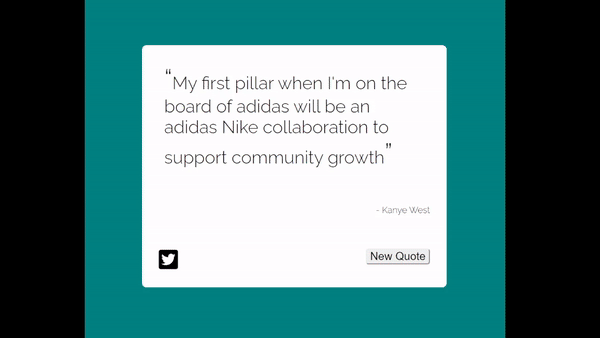 “My first pillar when I'm on the
board of adidas will be an
adidas Nike collaboration to
support community growth”
- Kanye West
New Quote